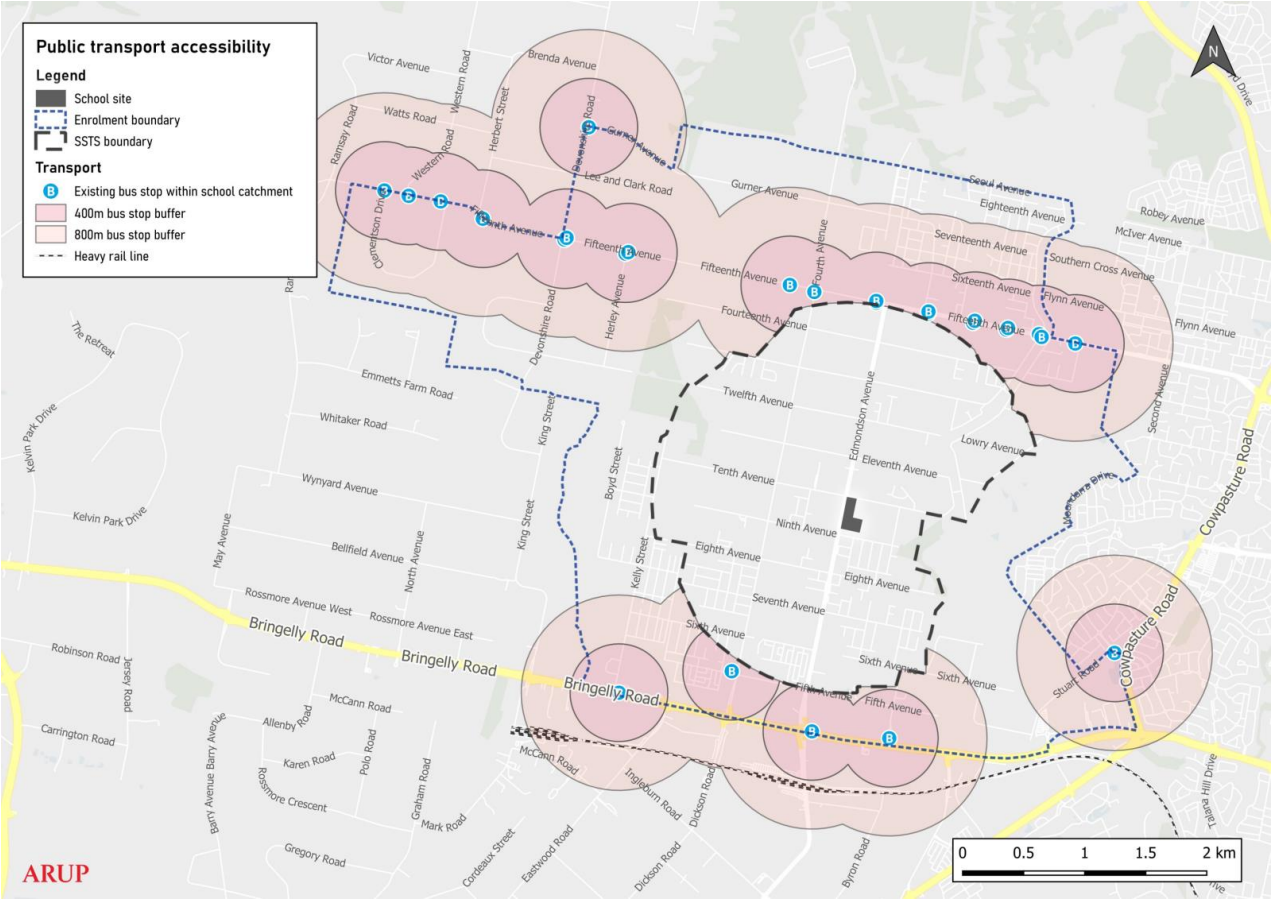 Public transport accessibility
Legend
School site
Enrolment boundary
SSTS boundary
Transport
B Existing bus stop within school catchment
400m bus stop buffer
800m bus stop buffer
Heavy rail line
N
Victor Avenue
Western Road
Brenda Avenue
Herbert Street
Ramsay Road
Watts Road
Western Road
Devonshire Road
Gurner Avenue
Lee and Clark Road
Gurner Avenue
Seoul Avenue
Eighteenth Avenue
Robey Avenue
McIver Avenue
Seventeenth Avenue
Southern Cross Avenue
Fourth Avenue
Fifteenth Avenue
Fifteenth Avenue
Sixteenth Avenue
Flynn Avenue
Flynn Avenue
Fifteenth Avenue
Fourteenth Avenue
Herley Avenue
Devonshire Road
The Retreat
Emmetts Farm Road
Twelfth Avenue
Edmondson Avenue
Second Avenue
Whitaker Road
King Street
Kelvin Park Drive
Lowry Avenue
Eleventh Avenue
Boyd Street
Tenth Avenue
Cowpasture Road
Wynyard Avenue
Kelvin Park Drive
May Avenue
King Street
Ninth Avenue
Bellfield Avenue
North Avenue
Kelly Street
Eighth Avenue
Eighth Avenue
Seventh Avenue
Cowpasture Road
Rossmore Avenue West
Rossmore Avenue East
Bringelly Road
Bringelly Road
Bringelly Road
Sixth Avenue
Sixth Avenue
Sixth Avenue
Stuart Road
Fifth Avenue
Fifth Avenue
Robinson Road
Jersey Road
McCann Road
Allenby Road
Carrington Road
Barry Avenue
Barry Avenue
Karen Road
Polo Road
Rossmore Crescent
Graham Road
Mark Road
Gregory Road
McCann Road
Ingleburn Road
Dickson Road
Cordeaux Street
Eastwood Road
Dickson Road
Byron Road
Talana Hill Drive
0 0.5 1 1.5 2 km
ARUP